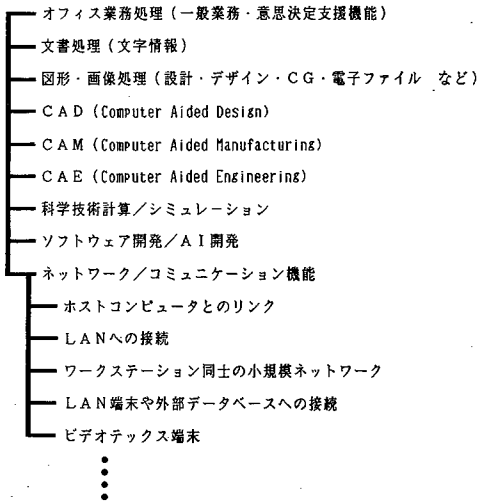 オフィス業務処理(一般業務・意思決定支援機能)
文書処理(文字情報)
図形・画像処理(設計・デザイン・CG・電子ファイル など)
CAD (Computer Aided Design)
CAM (Computer Aided Manufacturing)
CAE (Computer Aided Engineering)
科学技術計算/シミュレーション
ソフトウェア開発/AI開発
ネットワーク/コミュニケーション機能
ホストコンピュータとのリンク
LANへの接続
ワークステーション同士の小規模ネットワーク
LAN端末や外部データベースへの接続
ビデオテックス端末